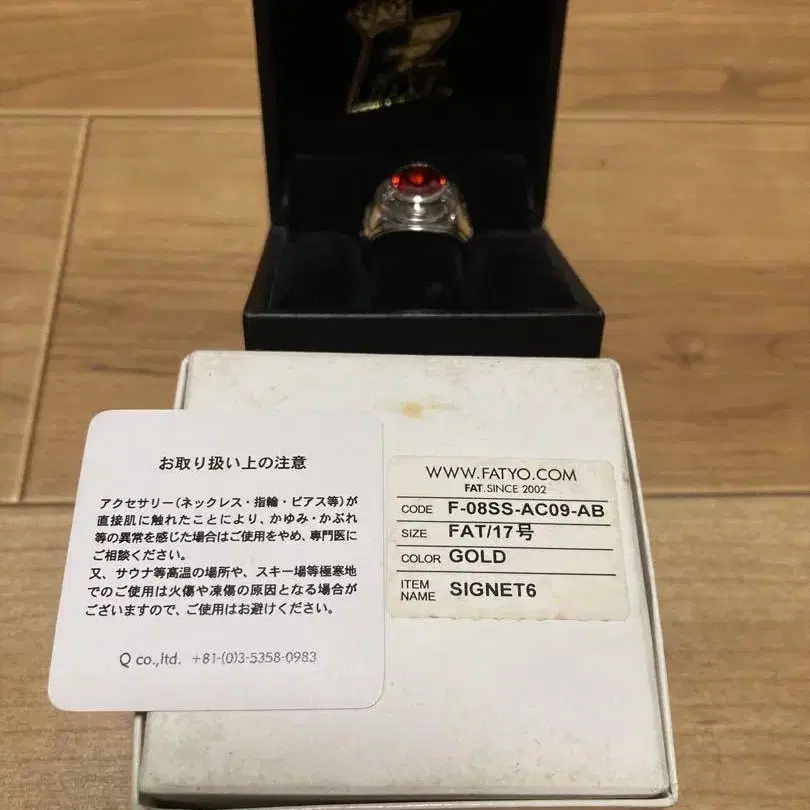 お取り扱い上の注意
アクセサリー(ネックレス・指輪・ピアス等)が
直接肌に触れたことにより、かゆみ・かぶれ
等の異常を感じた場合はご使用をやめ、専門医に
ご相談ください。
又、サウナ等高温の場所や、スキー場等極寒地
でのご使用は火傷や凍傷の原因となる場合が
ございますので、ご使用はお避けください。
Q co.,ltd. +81-(0)3-5358-0983
WWW.FATYO.COM
FAT.SINCE 2002
CODE F-08SS-AC09-AB
SIZE FAT/17号
COLOR GOLD
ITEM NAME SIGNET6